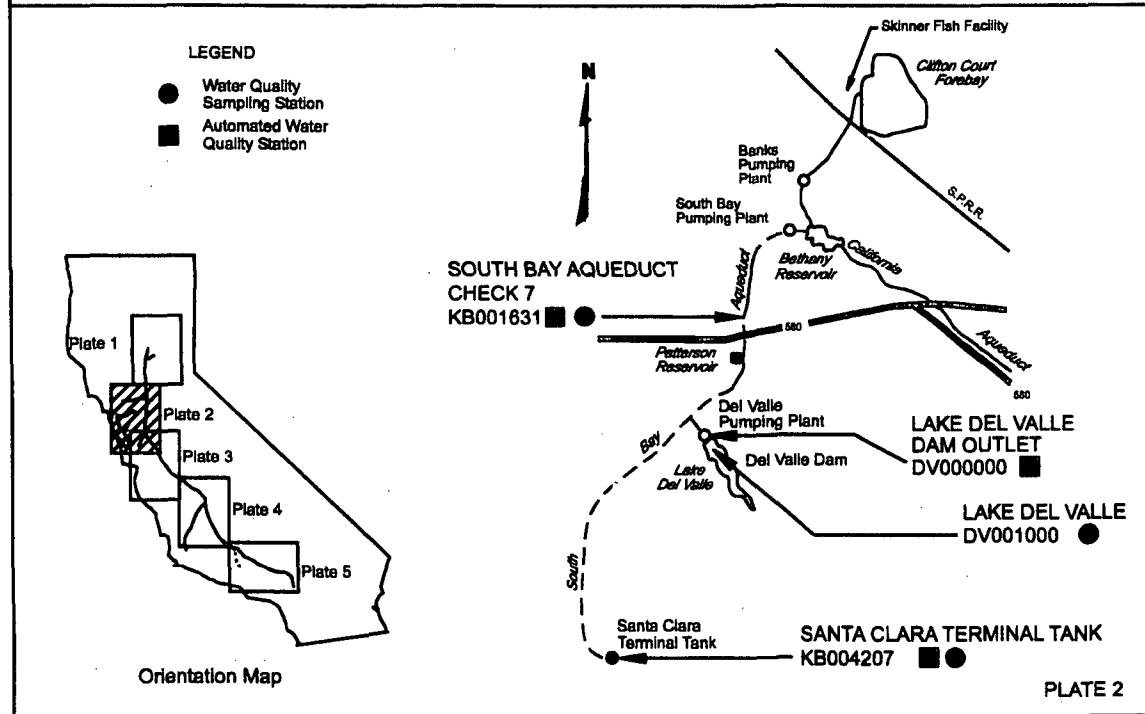 LEGEND
Water Quality
Sampling Station
Automated Water
Quality Station
N
Skinner Fish Facility
Clifton Court
Forebay
Banks
Pumping
Plant
S.P.R.R.
South Bay
Pumping Plant
Bethany
Reservoir
California
Aqueduct
SOUTH BAY AQUEDUCT
CHECK 7
KB001631
Aqueduct
580
580
Patterson
Reservoir
Del Valle
Pumping Plant
Bay
Lake
Del Valle
Del Valle Dam
LAKE DEL VALLE
DAM OUTLET
DV000000
LAKE DEL VALLE
DV001000
South
Santa Clara
Terminal Tank
SANTA CLARA TERMINAL TANK
KB004207
Plate 1
Plate 2
Plate 3
Plate 4
Plate 5
Orientation Map
PLATE 2